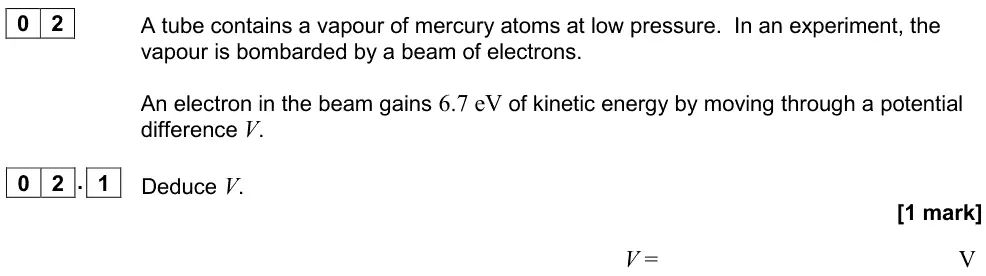 0 2 A tube contains a vapour of mercury atoms at low pressure. In an experiment, the
vapour is bombarded by a beam of electrons.
An electron in the beam gains 6.7 eV of kinetic energy by moving through a potential
difference V.
0 2 . 1 Deduce V.
[1 mark]
V = V